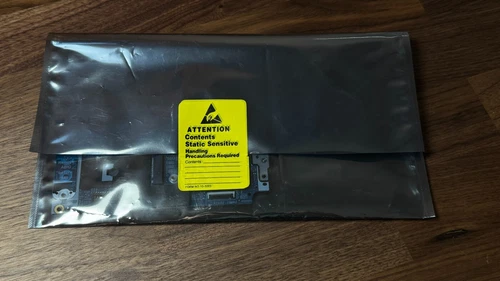 ATTENTION
Contents
Static Sensitive
Handling
Precautions Required
Contents